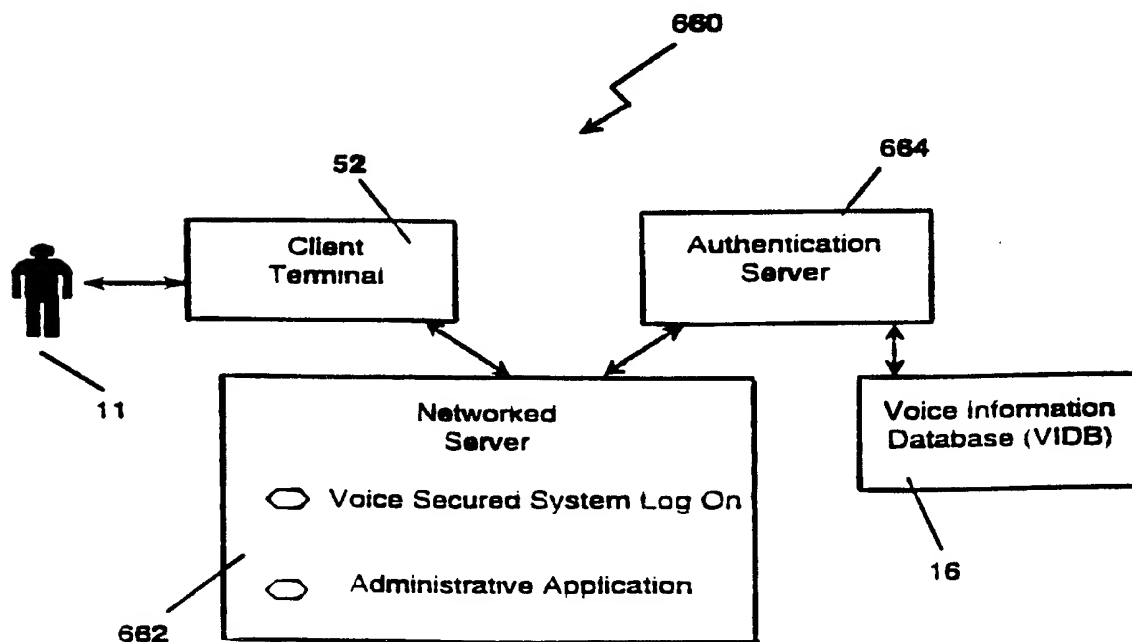 660
52
664
Client
Terminal
Authentication
Server
11
Networked
Server
Voice Secured System Log On
Administrative Application
Voice Information
Database (VIDB)
16
662